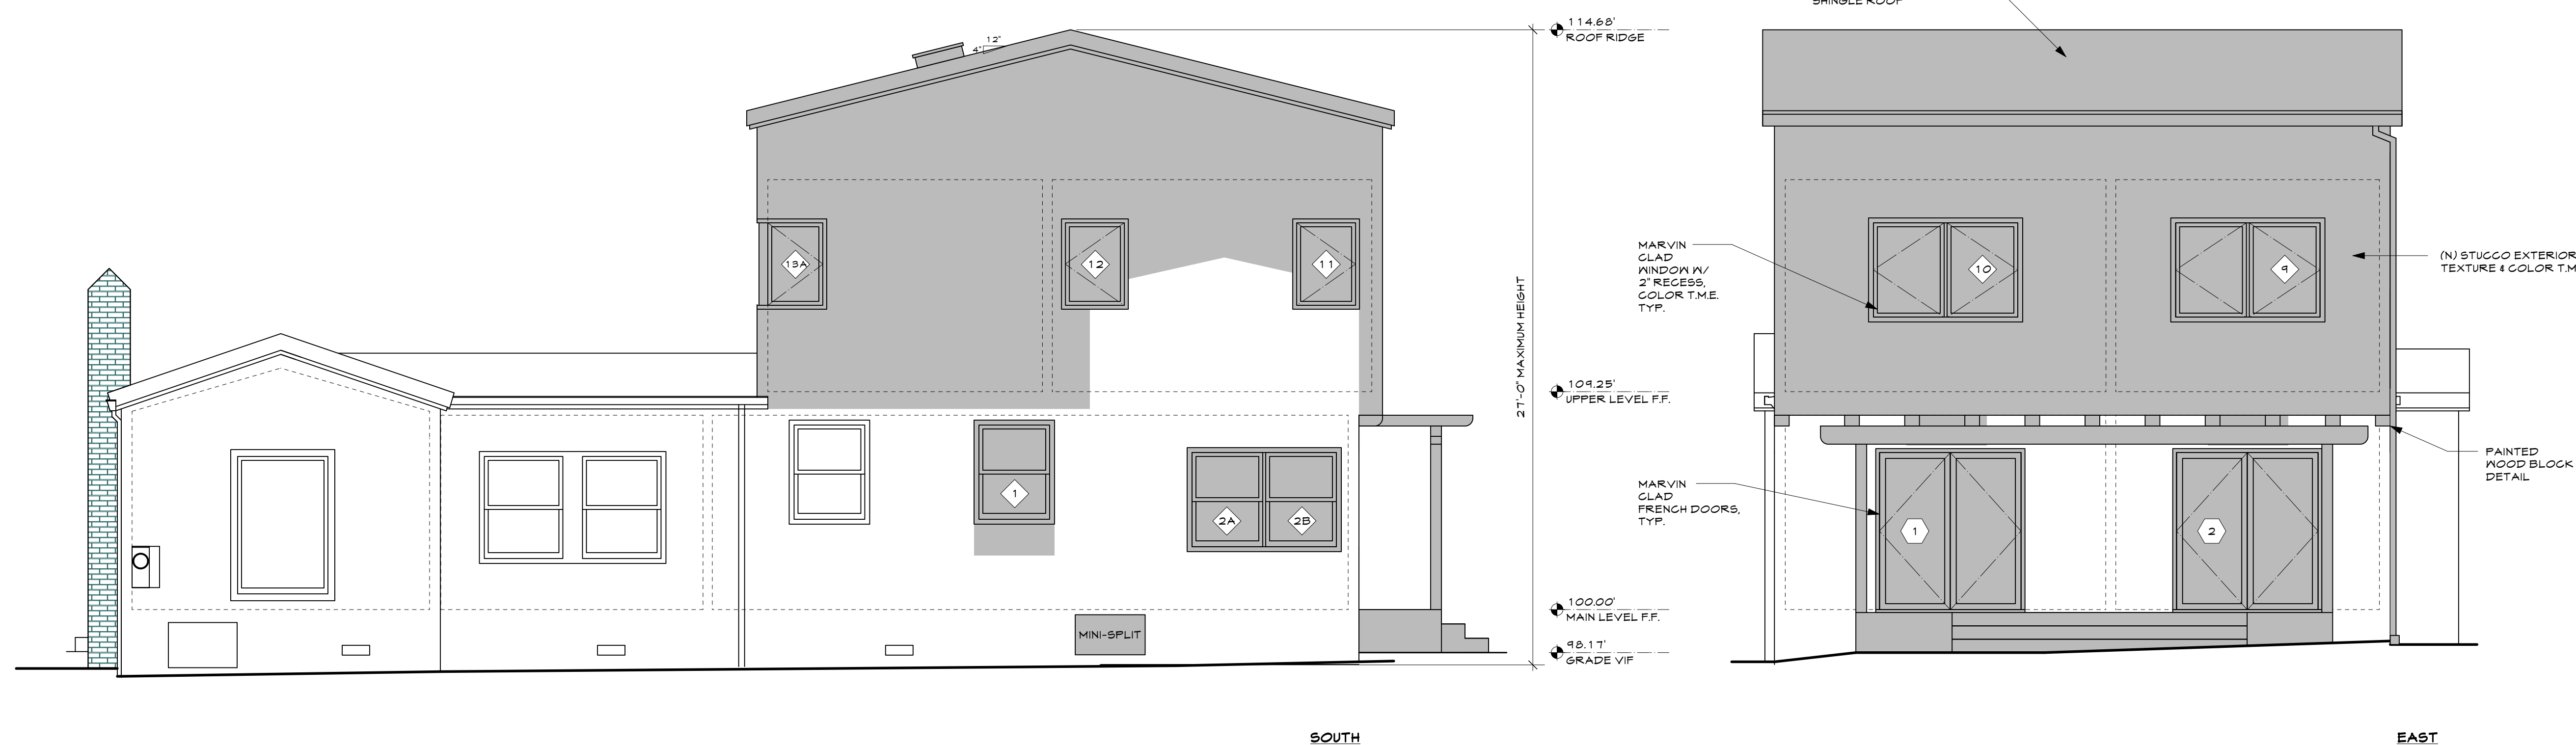 12"
4"
13A
12
11
1
2A
2B
MINI-SPLIT
SOUTH
27'-0" MAXIMUM HEIGHT
114.68'
ROOF RIDGE
109.25'
UPPER LEVEL F.F.
100.00'
MAIN LEVEL F.F.
98.17'
GRADE VIF
SHINGLE ROOF
MARVIN
CLAD
WINDOW W/
2" RECESS,
COLOR T.M.E.
TYP.
MARVIN
CLAD
FRENCH DOORS,
TYP.
10
9
1
2
(N) STUCCO EXTERIOR
TEXTURE & COLOR T.M
PAINTED
WOOD BLOCK
DETAIL
EAST